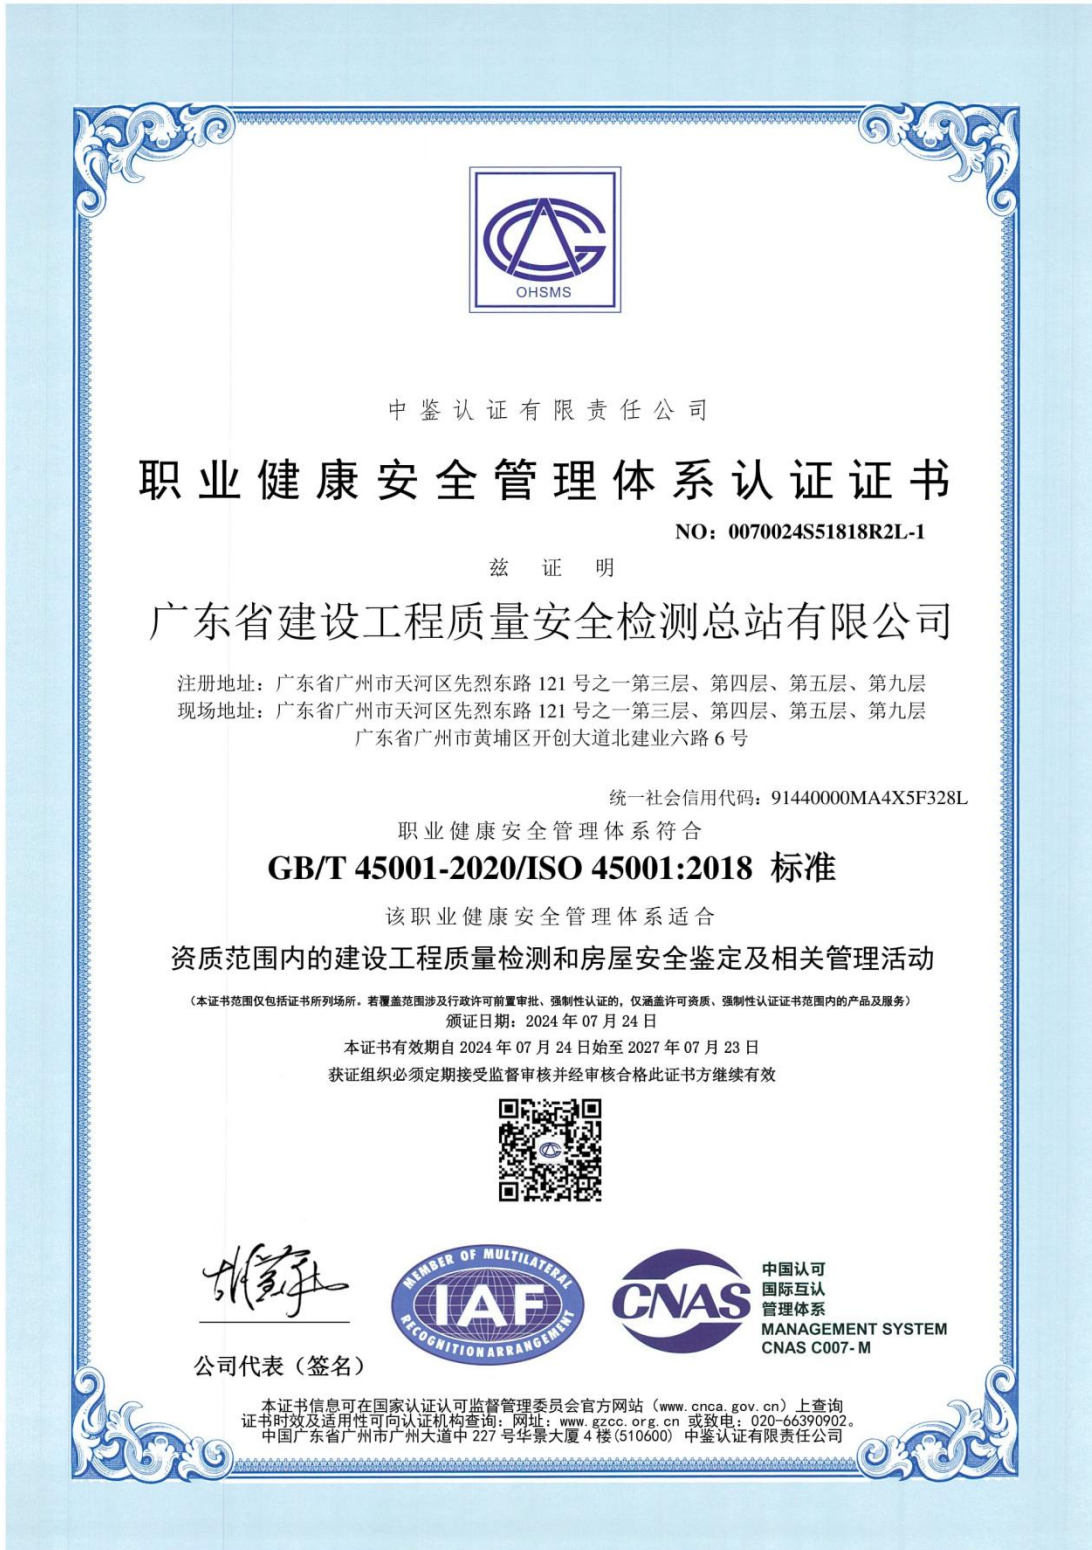 OHSMS
中鉴认证有限责任公司
职业健康安全管理体系认证证书
NO：0070024S51818R2L-1
兹 证 明
广东省建设工程质量安全检测总站有限公司
注册地址：广东省广州市天河区先烈东路 121 号之一第三层、第四层、第五层、第九层
现场地址：广东省广州市天河区先烈东路 121 号之一第三层、第四层、第五层、第九层
广东省广州市黄埔区开创大道北建业六路 6 号
统一社会信用代码：91440000MA4X5F328L
职业健康安全管理体系符合
GB/T 45001-2020/ISO 45001:2018 标准
该职业健康安全管理体系适合
资质范围内的建设工程质量检测和房屋安全鉴定及相关管理活动
（本证书范围仅包括证书所列场所。若覆盖范围涉及行政许可前置审批、强制性认证的，仅涵盖许可资质、强制性认证证书范围内的产品及服务）
颁证日期：2024 年 07 月 24 日
本证书有效期自 2024 年 07 月 24 日始至 2027 年 07 月 23 日
获证组织必须定期接受监督审核并经审核合格此证书方继续有效
MEMBER OF MULTILATERAL
IAF
RECOGNITION ARRANGEMENT
CNAS
中国认可
国际互认
管理体系
MANAGEMENT SYSTEM
CNAS C007-M
公司代表（签名）
本证书信息可在国家认证认可监督管理委员会官方网站（www.cnca.gov.cn）上查询
证书时效及适用性可向认证机构查询：网址：www.gzcc.org.cn 或致电：020-66390902。
中国广东省广州市广州大道中 227 号华景大厦 4 楼(510600) 中鉴认证有限责任公司